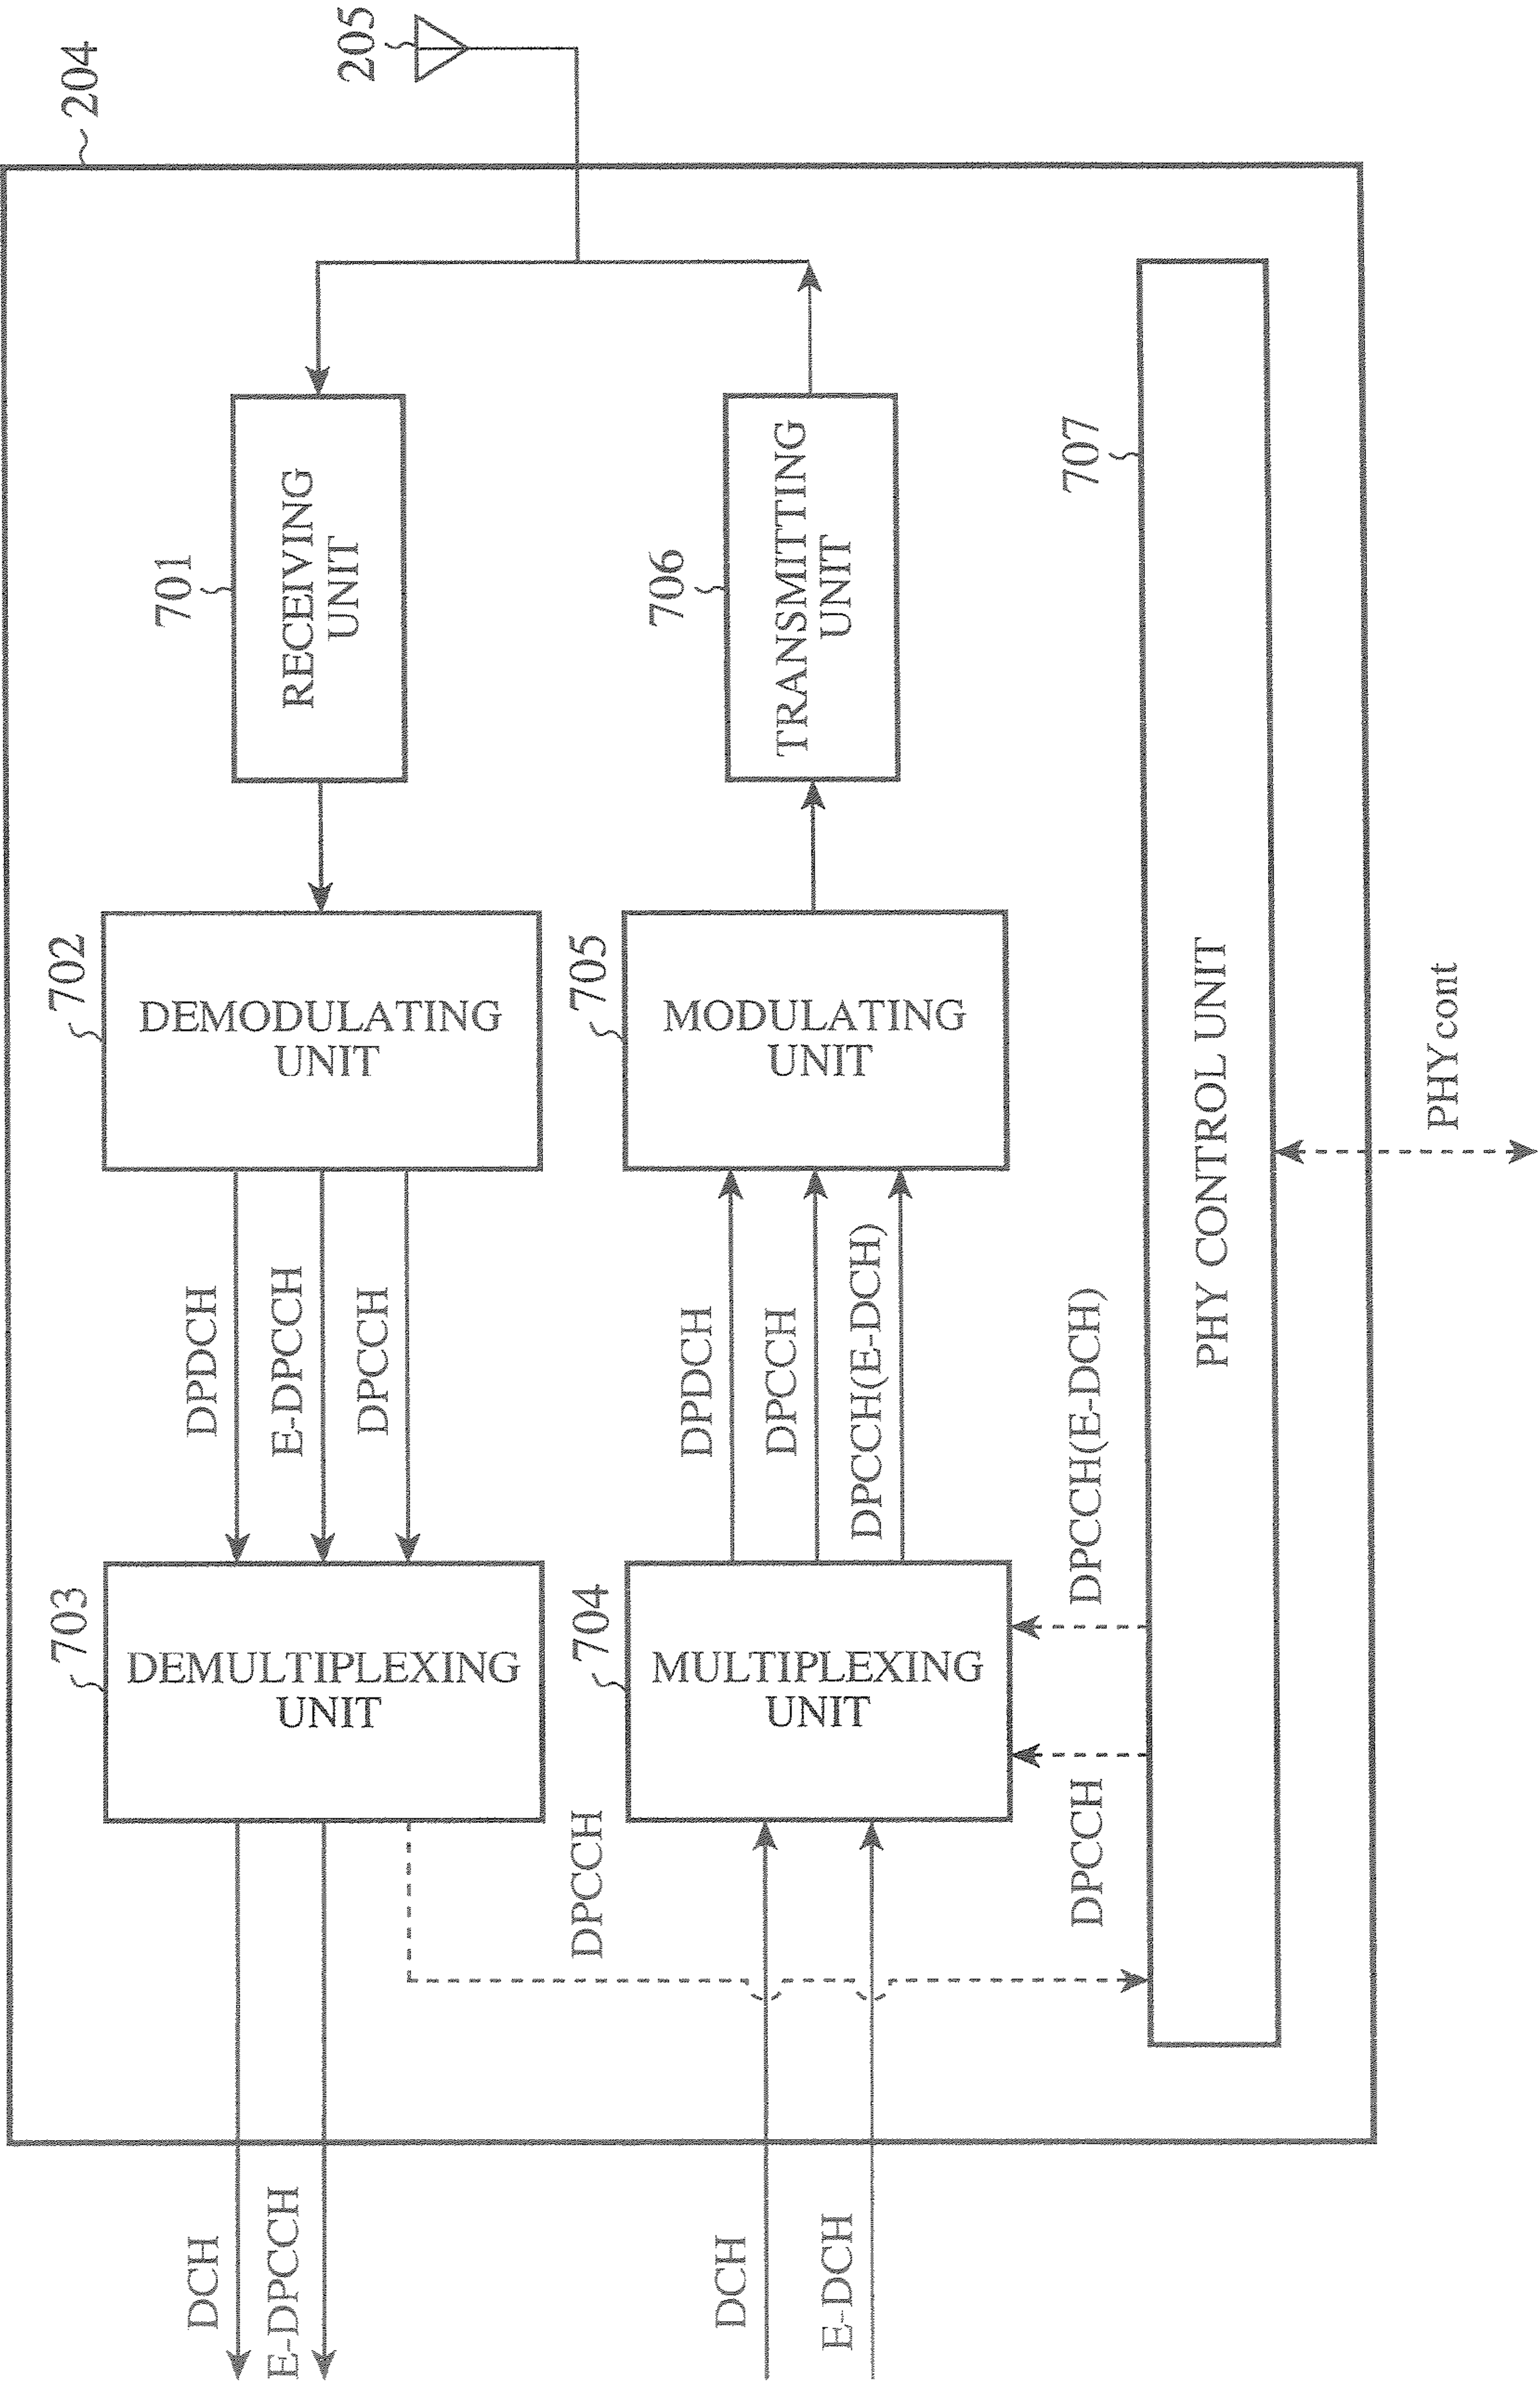 204
205
701
RECEIVING
UNIT
706
TRANSMITTING
UNIT
707
702
DEMODULATING
UNIT
705
MODULATING
UNIT
PHY CONTROL UNIT
PHYcont
DPDCH
E-DPCCH
DPCCH
DPDCH
DPCCH
DPCCH(E-DCH)
DPCCH(E-DCH)
703
DEMULTIPLEXING
UNIT
704
MULTIPLEXING
UNIT
DPCCH
DPCCH
DCH
E-DPCCH
DCH
E-DCH